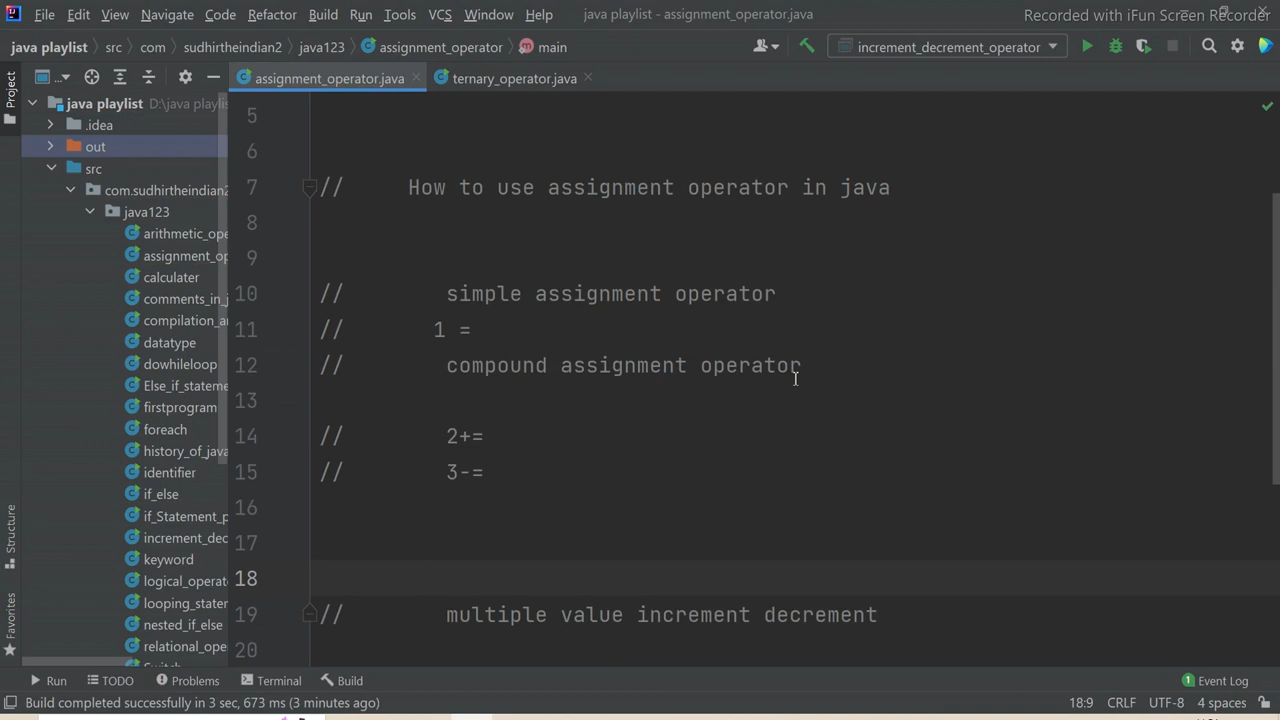 File Edit View Navigate Code Refactor Build Run Tools VCS Window Help java playlist - assignment_operator.java
Recorded with iFun Screen Recorder
java playlist src com sudhirtheindian2 java123 assignment_operator main increment_decrement_operator
Project
assignment_operator.java ternary_operator.java
java playlist D:\java playlis
.idea
out
src
com.sudhirtheindian2
java123
arithmetic_ope
assignment_op
calculater
comments_in_j
compilation_a
datatype
dowhileloop
Else_if_stateme
firstprogram
foreach
history_of_java
identifier
if_else
if_Statement_p
increment_dec
keyword
logical_operat
looping_stater
nested_if_else
relational_ope
Switch
5
6
7 // How to use assignment operator in java
8
9
10 // simple assignment operator
11 // 1 =
12 // compound assignment operator
13
14 // 2+=
15 // 3-=
16
17
18
19 // multiple value increment decrement
20
Structure
Favorites
Run TODO Problems Terminal Build 1 Event Log
Build completed successfully in 3 sec, 673 ms (3 minutes ago) 18:9 CRLF UTF-8 4 spaces